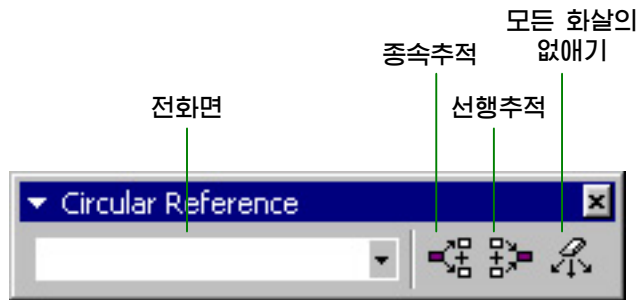 모든 화살의
없애기
종속추적
전화면
선행추적
Circular Reference